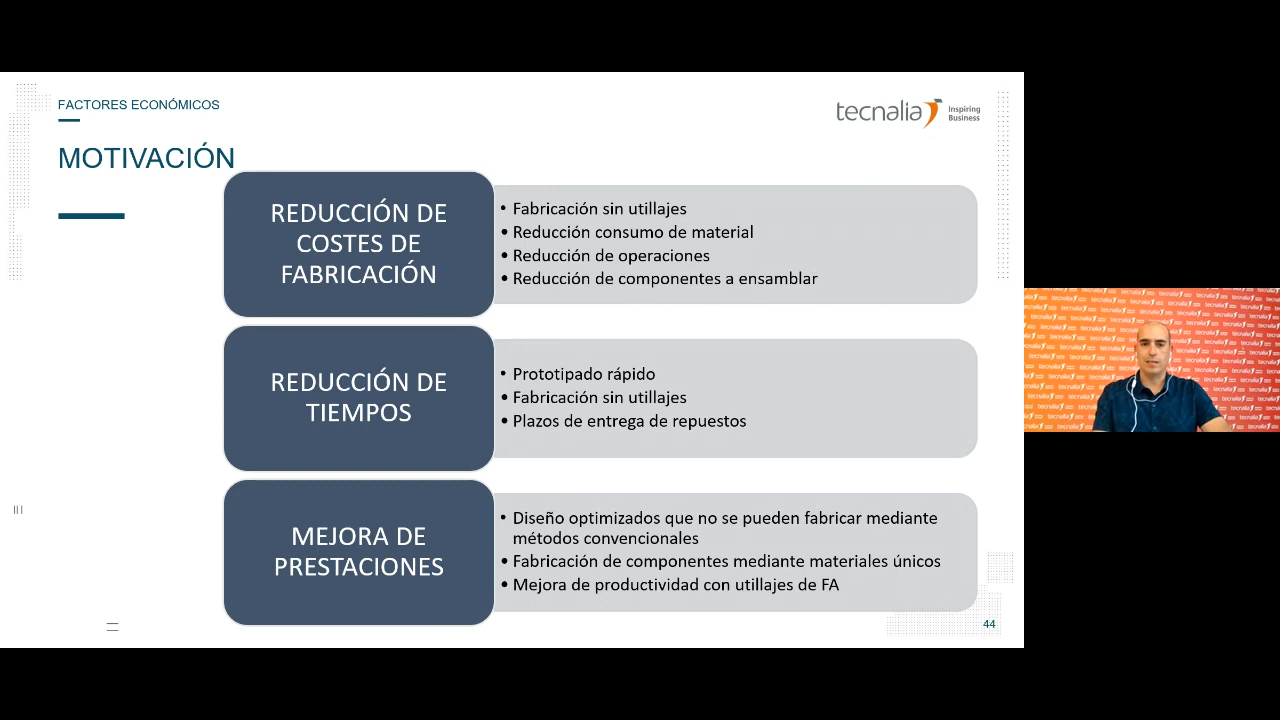 FACTORES ECONÓMICOS
tecnalia Inspiring
Business
MOTIVACIÓN
REDUCCIÓN DE
COSTES DE
FABRICACIÓN
• Fabricación sin utillajes
• Reducción consumo de material
• Reducción de operaciones
• Reducción de componentes a ensamblar
REDUCCIÓN DE
TIEMPOS
• Prototipado rápido
• Fabricación sin utillajes
• Plazos de entrega de repuestos
MEJORA DE
PRESTACIONES
• Diseño optimizados que no se pueden fabricar mediante
métodos convencionales
• Fabricación de componentes mediante materiales únicos
• Mejora de productividad con utillajes de FA
44
tecnalia